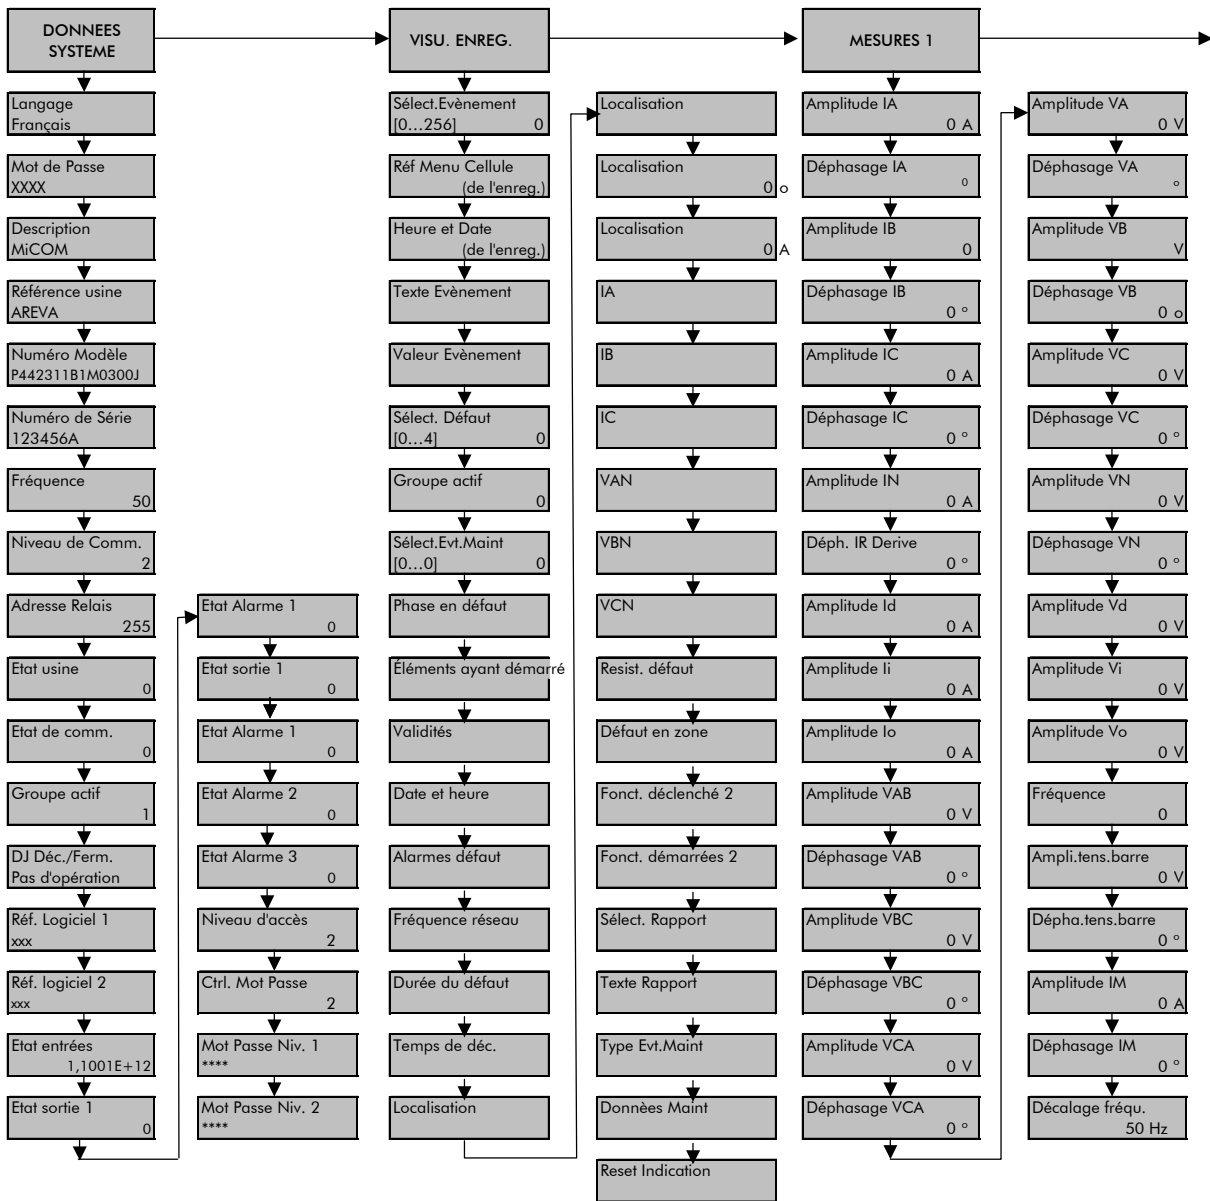 DONNEES
SYSTEME
Langage
Français
Mot de Passe
XXXX
Description
MiCOM
Référence usine
AREVA
Numéro Modèle
P442311B1M0300J
Numéro de Série
123456A
Fréquence
50
Niveau de Comm.
2
Adresse Relais
255
Etat usine
0
Etat de comm.
0
Groupe actif
1
DJ Déc./Ferm.
Pas d'opération
Réf. Logiciel 1
xxx
Réf. logiciel 2
xxx
Etat entrées
1,1001E+12
Etat sortie 1
0
Etat Alarme 1
0
Etat sortie 1
0
Etat Alarme 1
0
Etat Alarme 2
0
Etat Alarme 3
0
Niveau d'accès
2
Ctrl. Mot Passe
2
Mot Passe Niv. 1
****
Mot Passe Niv. 2
****
VISU. ENREG.
Sélect.Evènement
[0...256] 0
Réf Menu Cellule
(de l'enreg.)
Heure et Date
(de l'enreg.)
Texte Evènement
Valeur Evènement
Sélect. Défaut
[0...4] 0
Groupe actif
0
Sélect.Evt.Maint
[0...0] 0
Phase en défaut
Éléments ayant démarré
Validités
Date et heure
Alarmes défaut
Fréquence réseau
Durée du défaut
Temps de déc.
Localisation
Localisation
Localisation
0 o
Localisation
0 A
IA
IB
IC
VAN
VBN
VCN
Resist. défaut
Défaut en zone
Fonct. déclenché 2
Fonct. démarrées 2
Sélect. Rapport
Texte Rapport
Type Evt.Maint
Donnèes Maint
Reset Indication
MESURES 1
Amplitude IA
0 A
Déphasage IA
o
Amplitude IB
0
Déphasage IB
0 º
Amplitude IC
0 A
Déphasage IC
0 º
Amplitude IN
0 A
Déph. IR Derive
0 º
Amplitude Id
0 A
Amplitude Ii
0 A
Amplitude Io
0 A
Amplitude VAB
0 V
Déphasage VAB
0 º
Amplitude VBC
0 V
Déphasage VBC
0 º
Amplitude VCA
0 V
Déphasage VCA
0 º
Amplitude VA
0 V
Déphasage VA
º
Amplitude VB
V
Déphasage VB
0 o
Amplitude VC
0 V
Déphasage VC
0 º
Amplitude VN
0 V
Déphasage VN
0 º
Amplitude Vd
0 V
Amplitude Vi
0 V
Amplitude Vo
0 V
Fréquence
0
Ampli.tens.barre
0 V
Dépha.tens.barre
0 º
Amplitude IM
0 A
Déphasage IM
0 º
Décalage fréqu.
50 Hz